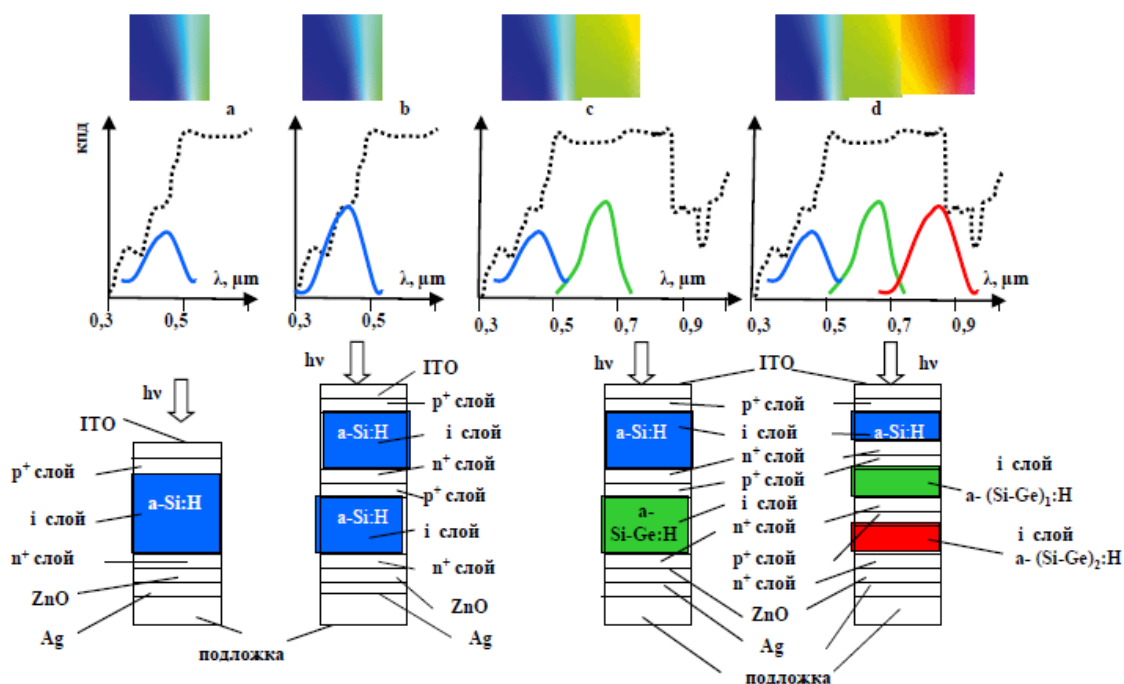 a
b
c
d
кпд
λ, μm
λ, μm
λ, μm
λ, μm
0,3
0,5
0,3
0,5
0,3
0,5
0,7
0,9
0,3
0,5
0,7
0,9
hν
ITO
p⁺ слой
a-Si:H
i слой
n⁺ слой
ZnO
Ag
подложка
hν
ITO
p⁺ слой
a-Si:H
i слой
n⁺ слой
p⁺ слой
a-Si:H
i слой
n⁺ слой
ZnO
Ag
hν
ITO
p⁺ слой
a-Si:H
i слой
n⁺ слой
p⁺ слой
a-
Si-Ge:H
i слой
n⁺ слой
p⁺ слой
n⁺ слой
ZnO
Ag
подложка
hν
a-Si:H
i слой
a- (Si-Ge)₁:H
i слой
a- (Si-Ge)₂:H